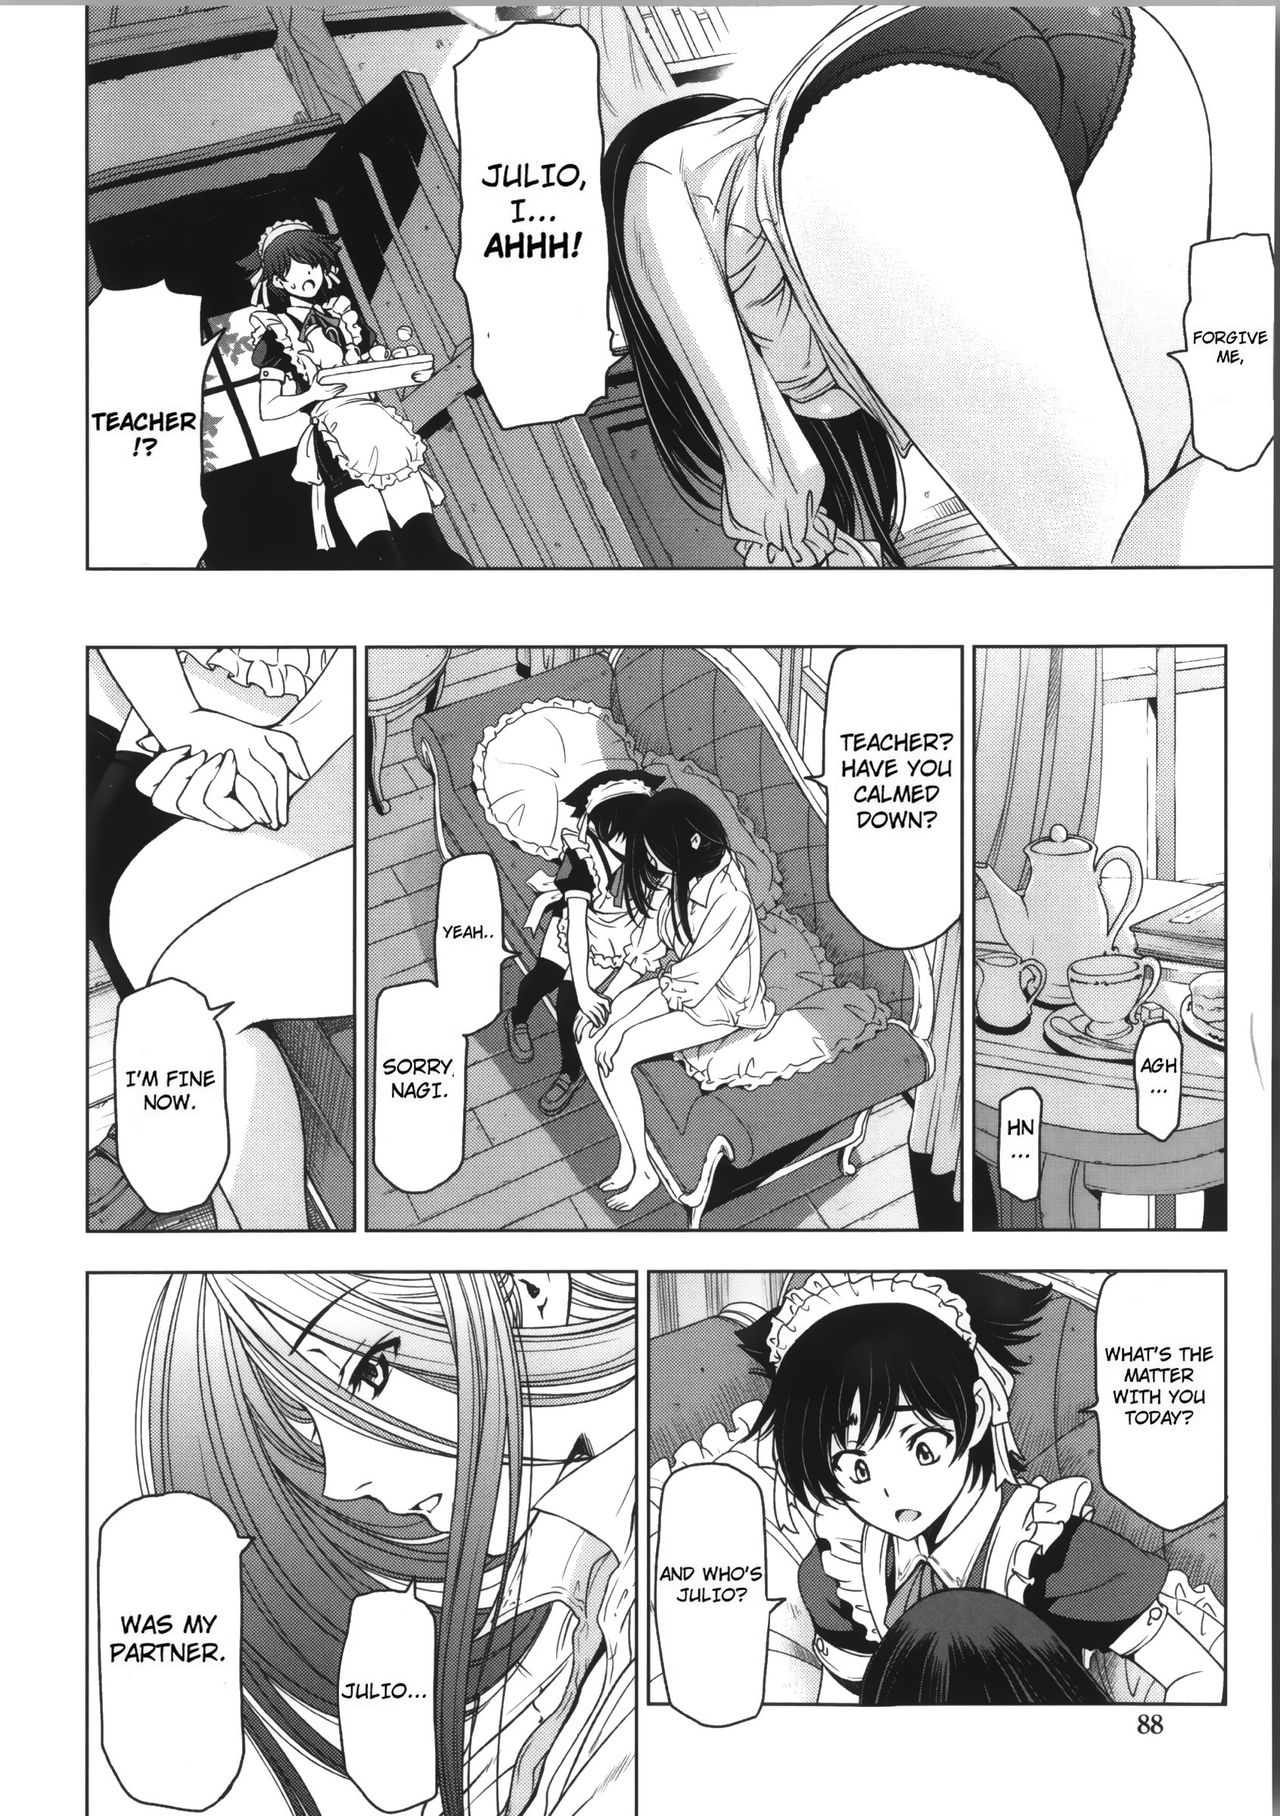 FORGIVE
ME,
JULIO,
I...
AHHH!
TEACHER
!?
AGH
...
HN
...
TEACHER?
HAVE YOU
CALMED
DOWN?
YEAH..
SORRY,
NAGI.
I'M FINE
NOW.
WHAT'S THE
MATTER
WITH YOU
TODAY?
AND WHO'S
JULIO?
JULIO...
WAS MY
PARTNER.
88